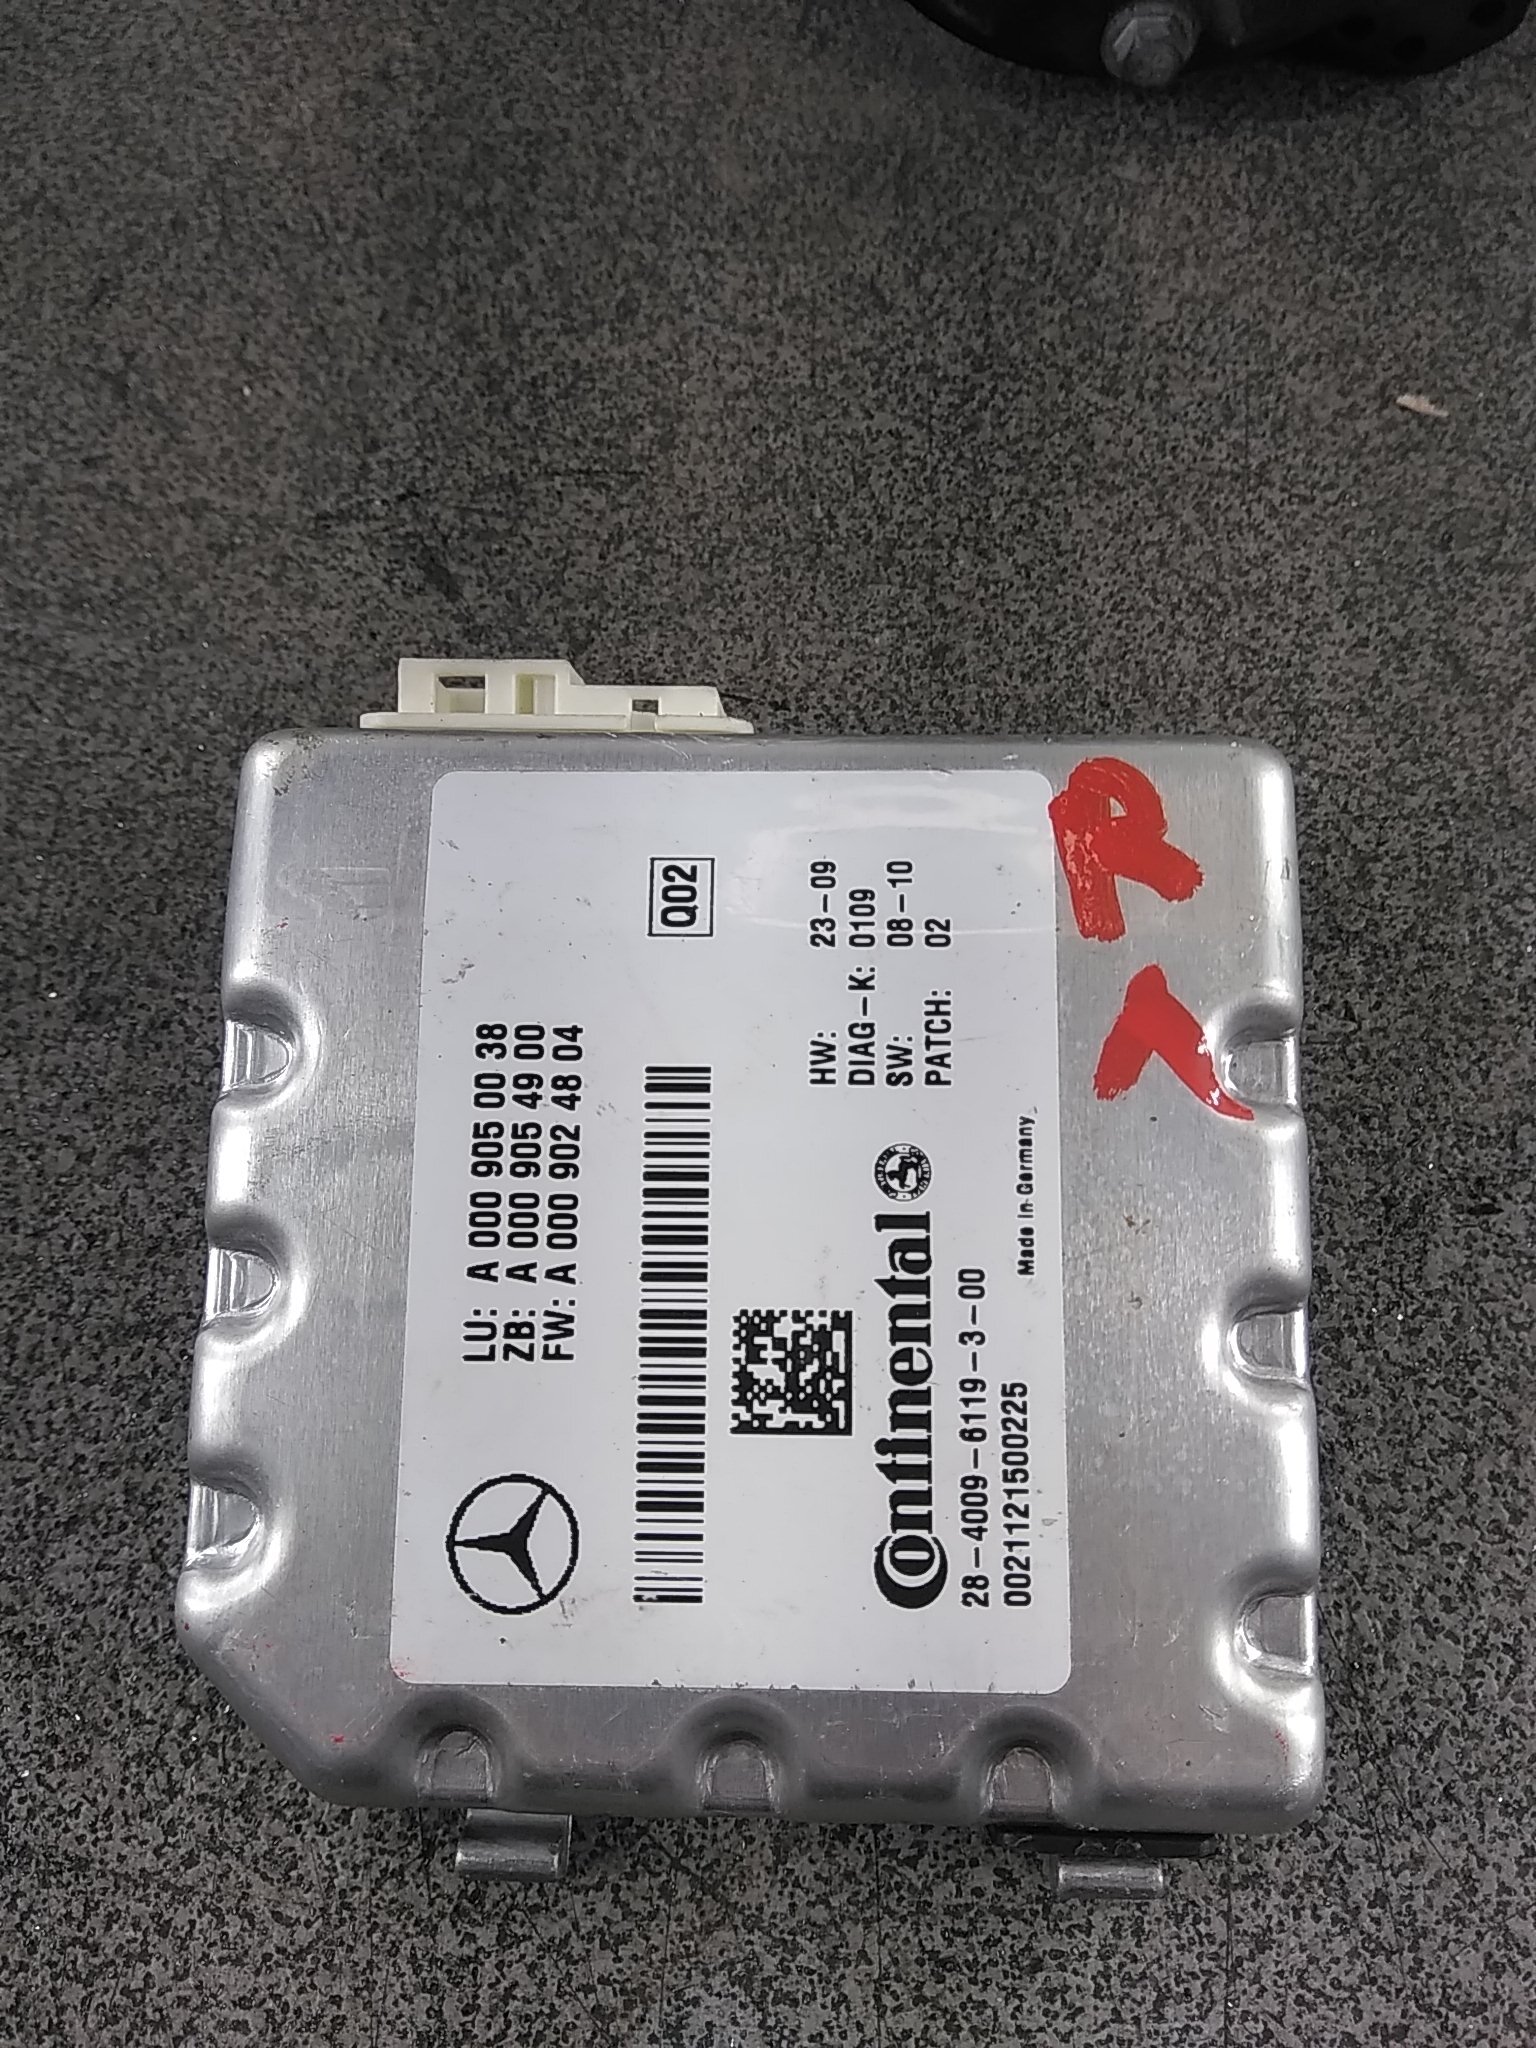 LU: A 000 905 00 38
ZB: A 000 905 49 00
FW: A 000 902 48 04
Q02
HW: 23-09
DIAG-K: 0109
SW: 08-10
PATCH: 02
Continental
28-4009-6119-3-00
0021121500225
Made in Germany